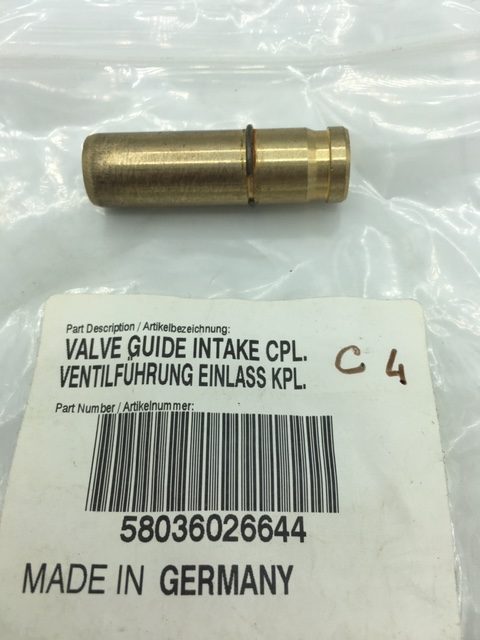 Part Description / Artikelbezeichnung:
VALVE GUIDE INTAKE CPL.
VENTILFÜHRUNG EINLASS KPL.
C 4
Part Number / Artikelnummer:
58036026644
MADE IN GERMANY